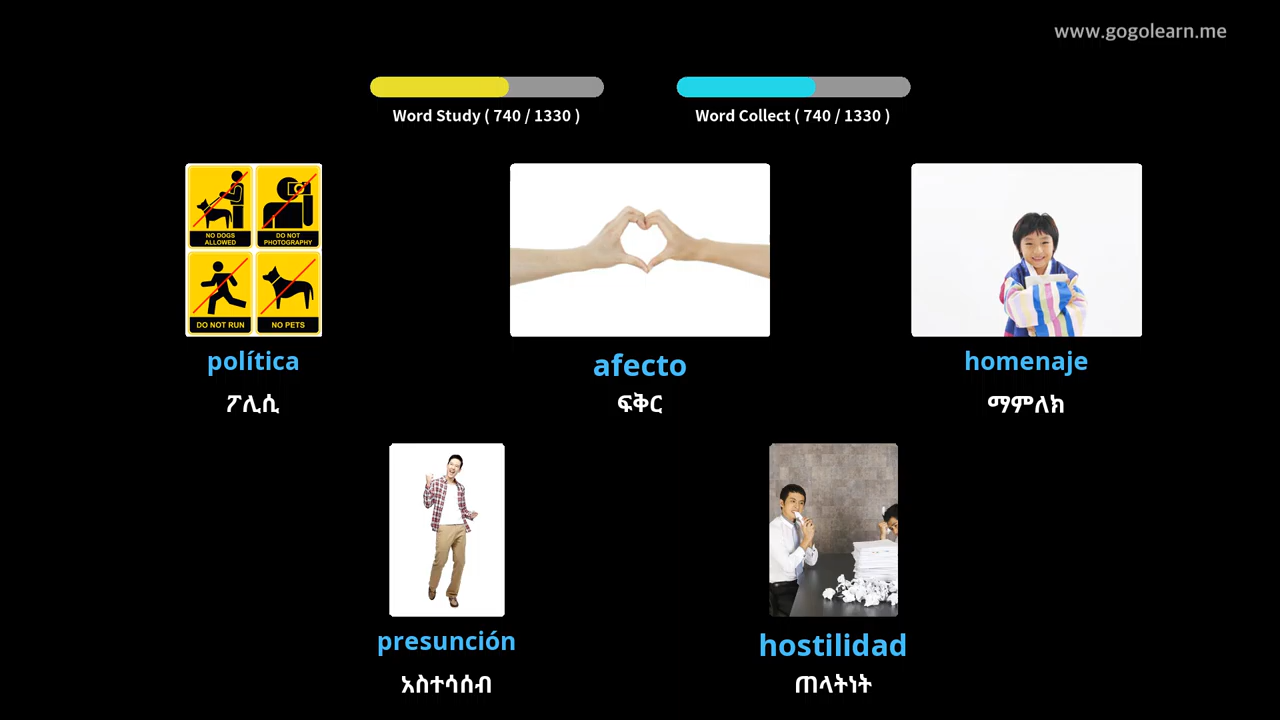 www.gogolearn.me
Word Study ( 740 / 1330 )
Word Collect ( 740 / 1330 )
NO DOGS
ALLOWED
DO NOT
PHOTOGRAPHY
DO NOT RUN
NO PETS
política
afecto
homenaje
ፖሊሲ
ፍቅር
ማምለክ
presunción
hostilidad
አስተሳሰብ
ጠላትነት